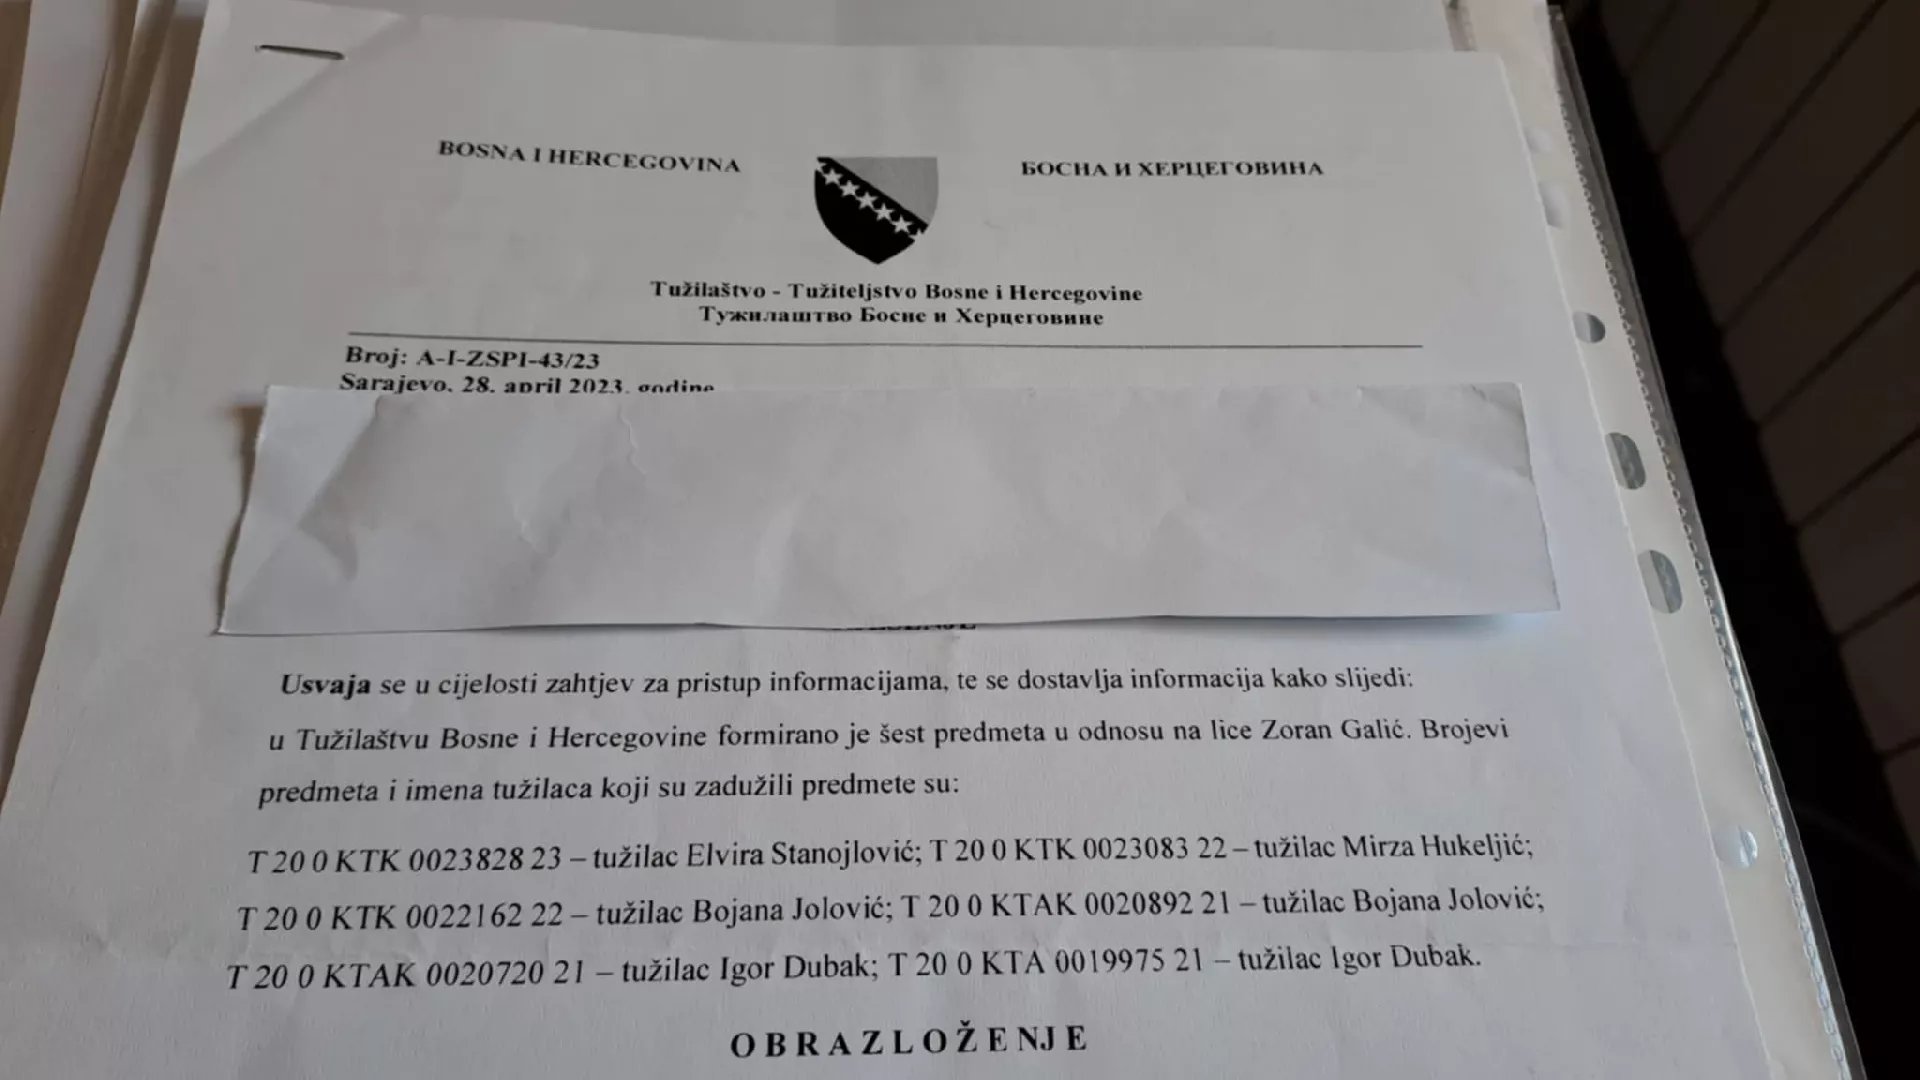 BOSNA I HERCEGOVINA
БОСНА И ХЕРЦЕГОВИНА
Tužilaštvo - Tužiteljstvo Bosne i Hercegovine
Тужилаштво Босне и Херцеговине
Broj: A-I-ZSPI-43/23
Sarajevo, 28. april 2023. godine
Usvaja se u cijelosti zahtjev za pristup informacijama, te se dostavlja informacija kako slijedi:
u Tužilaštvu Bosne i Hercegovine formirano je šest predmeta u odnosu na lice Zoran Galić. Brojevi
predmeta i imena tužilaca koji su zadužili predmete su:
T 20 0 KTK 0023828 23 – tužilac Elvira Stanojlović; T 20 0 KTK 0023083 22 – tužilac Mirza Hukeljić;
T 20 0 KTK 0022162 22 – tužilac Bojana Jolović; T 20 0 KTAK 0020892 21 – tužilac Bojana Jolović;
T 20 0 KTAK 0020720 21 – tužilac Igor Dubak; T 20 0 KTA 0019975 21 – tužilac Igor Dubak.
O B R A Z L O Ž E NJ E